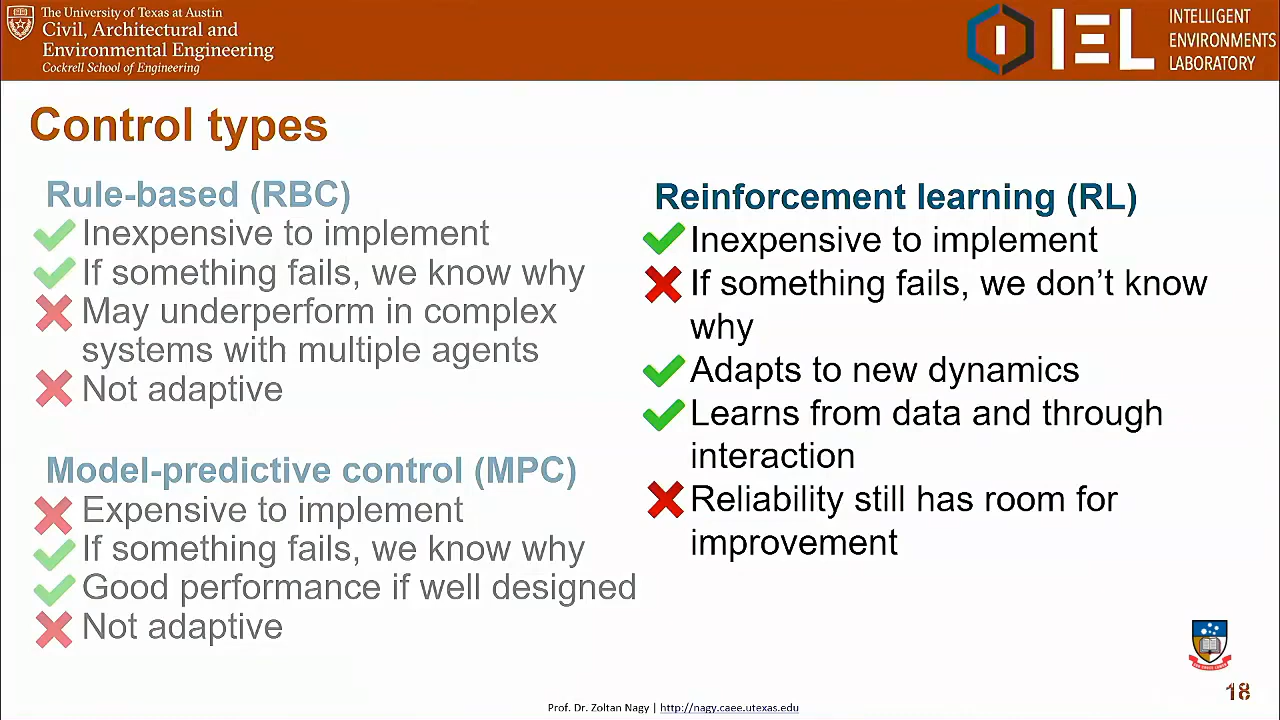 The University of Texas at Austin
Civil, Architectural and
Environmental Engineering
Cockrell School of Engineering
IEL
INTELLIGENT
ENVIRONMENTS
LABORATORY
Control types
Rule-based (RBC)
Inexpensive to implement
If something fails, we know why
May underperform in complex
systems with multiple agents
Not adaptive
Model-predictive control (MPC)
Expensive to implement
If something fails, we know why
Good performance if well designed
Not adaptive
Reinforcement learning (RL)
Inexpensive to implement
If something fails, we don’t know
why
Adapts to new dynamics
Learns from data and through
interaction
Reliability still has room for
improvement
Prof. Dr. Zoltan Nagy | http://nagy.caee.utexas.edu
18